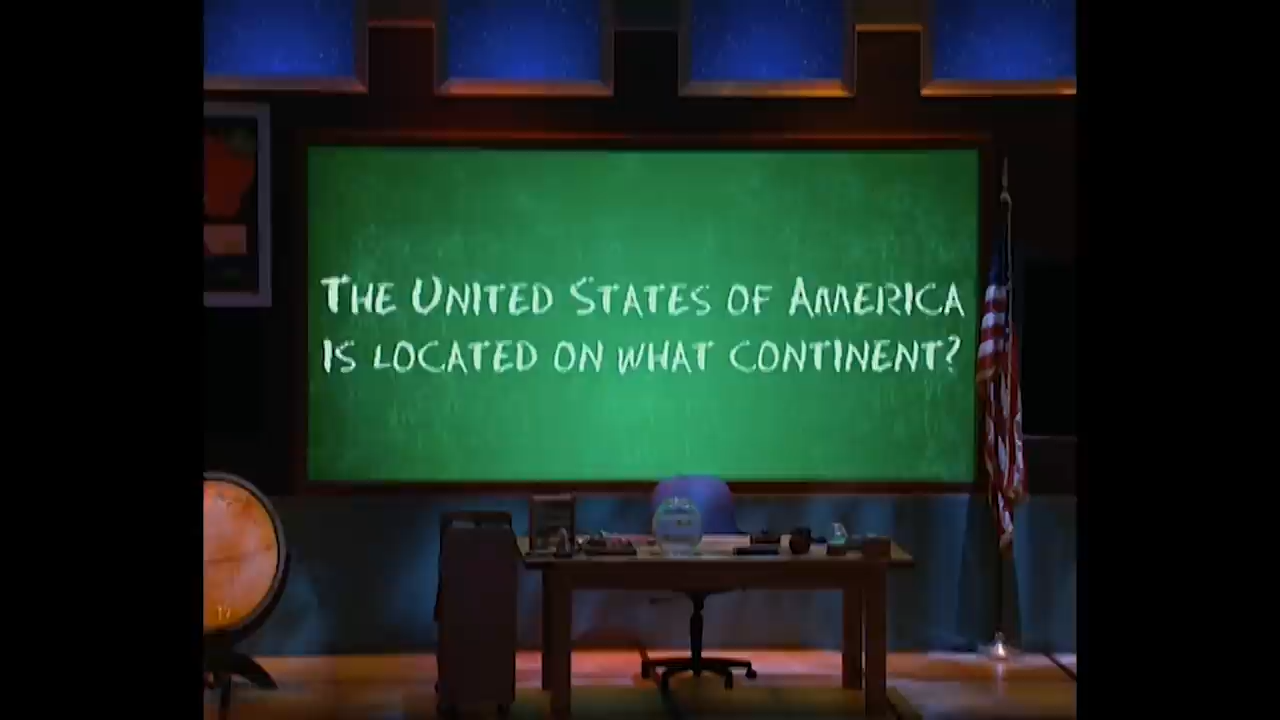 THE UNITED STATES OF AMERICA
IS LOCATED ON WHAT CONTINENT?